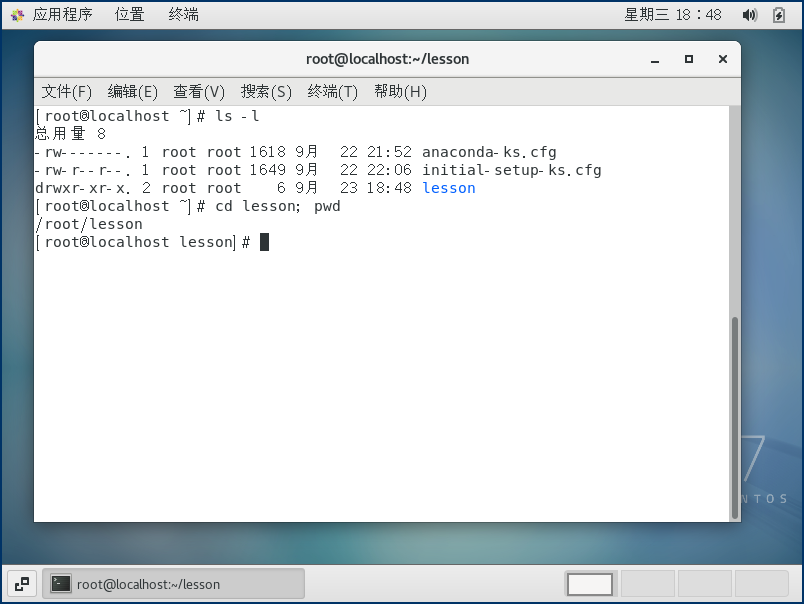 应用程序 位置 终端 星期三 18：48
root@localhost:~/lesson
文件(F) 编辑(E) 查看(V) 搜索(S) 终端(T) 帮助(H)
[root@localhost ~]# ls -l
总用量 8
-rw-------. 1 root root 1618 9月 22 21:52 anaconda-ks.cfg
-rw-r--r--. 1 root root 1649 9月 22 22:06 initial-setup-ks.cfg
drwxr-xr-x. 2 root root 6 9月 23 18:48 lesson
[root@localhost ~]# cd lesson; pwd
/root/lesson
[root@localhost lesson]#
7
NTOS
root@localhost:~/lesson